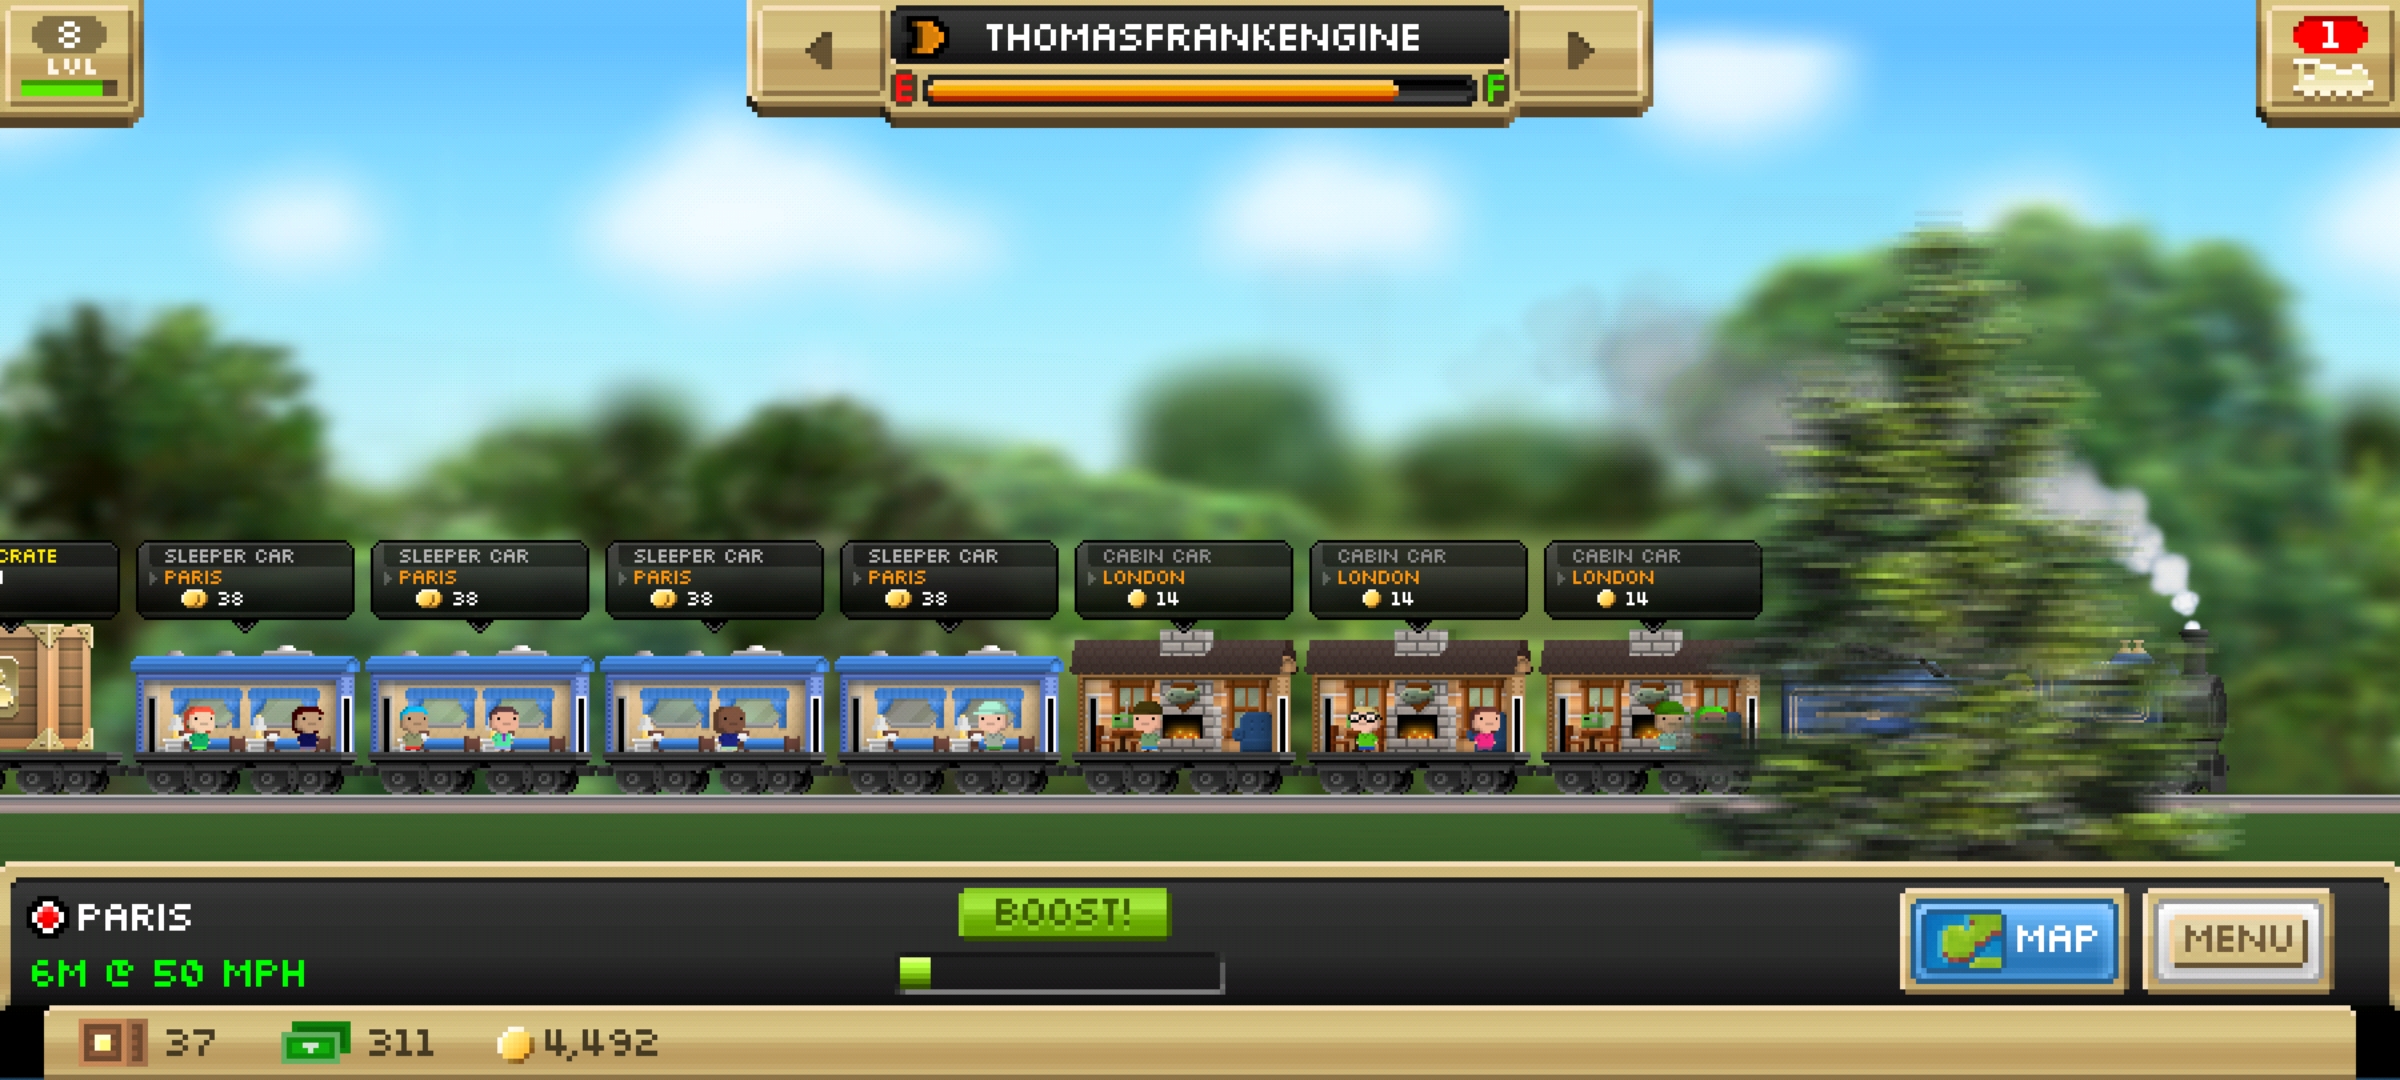 8
LVL
THOMASFRANKENGINE
E
F
1
CRATE
SLEEPER CAR
PARIS
38
SLEEPER CAR
PARIS
38
SLEEPER CAR
PARIS
38
SLEEPER CAR
PARIS
38
CABIN CAR
LONDON
14
CABIN CAR
LONDON
14
CABIN CAR
LONDON
14
PARIS
6M @ 50 MPH
BOOST!
MAP
MENU
37
311
4,492